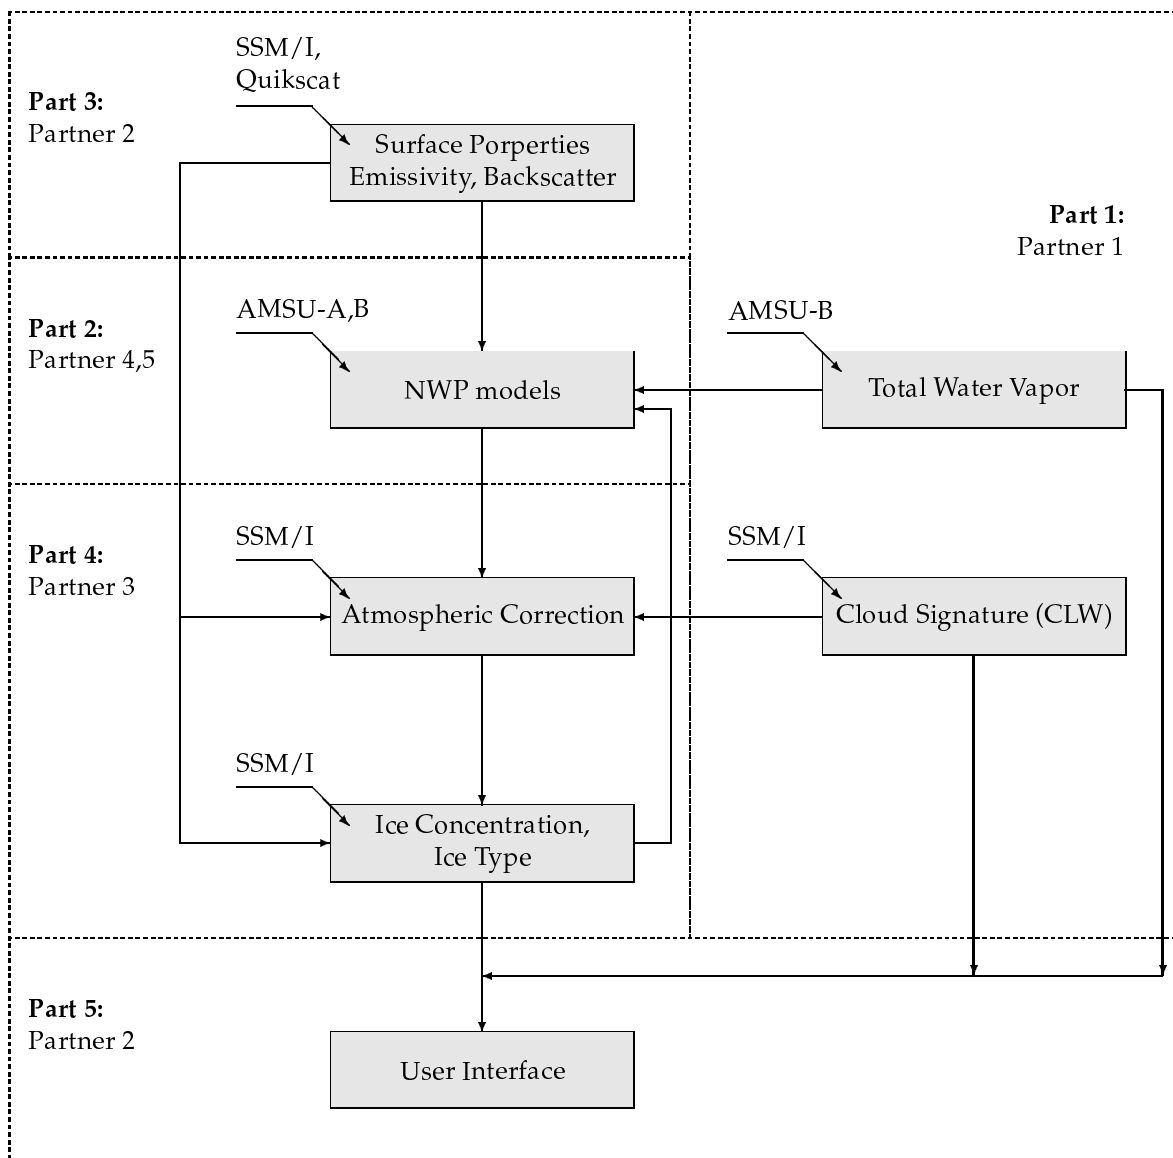 SSM/I,
Quikscat
Part 3:
Partner 2
Surface Porperties
Emissivity, Backscatter
Part 1:
Partner 1
AMSU-A,B
AMSU-B
Part 2:
Partner 4,5
NWP models
Total Water Vapor
SSM/I
SSM/I
Part 4:
Partner 3
Atmospheric Correction
Cloud Signature (CLW)
SSM/I
Ice Concentration,
Ice Type
Part 5:
Partner 2
User Interface